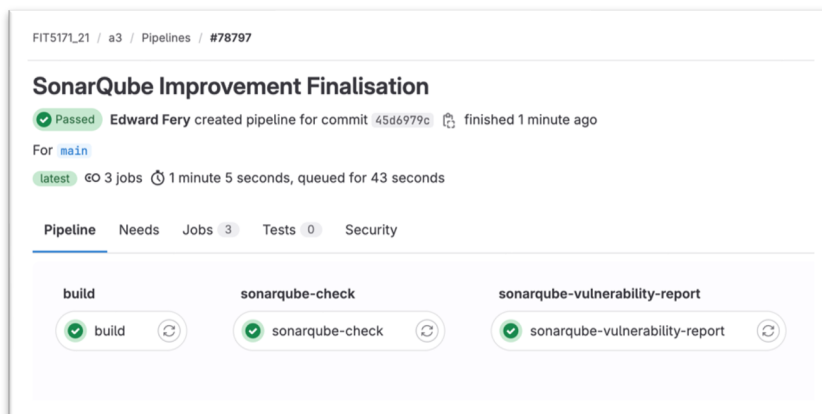 FIT5171_21 / a3 / Pipelines / #78797
SonarQube Improvement Finalisation
Passed Edward Fery created pipeline for commit 45d6979c finished 1 minute ago
For main
latest 3 jobs 1 minute 5 seconds, queued for 43 seconds
Pipeline Needs Jobs 3 Tests 0 Security
build sonarqube-check sonarqube-vulnerability-report
build sonarqube-check sonarqube-vulnerability-report